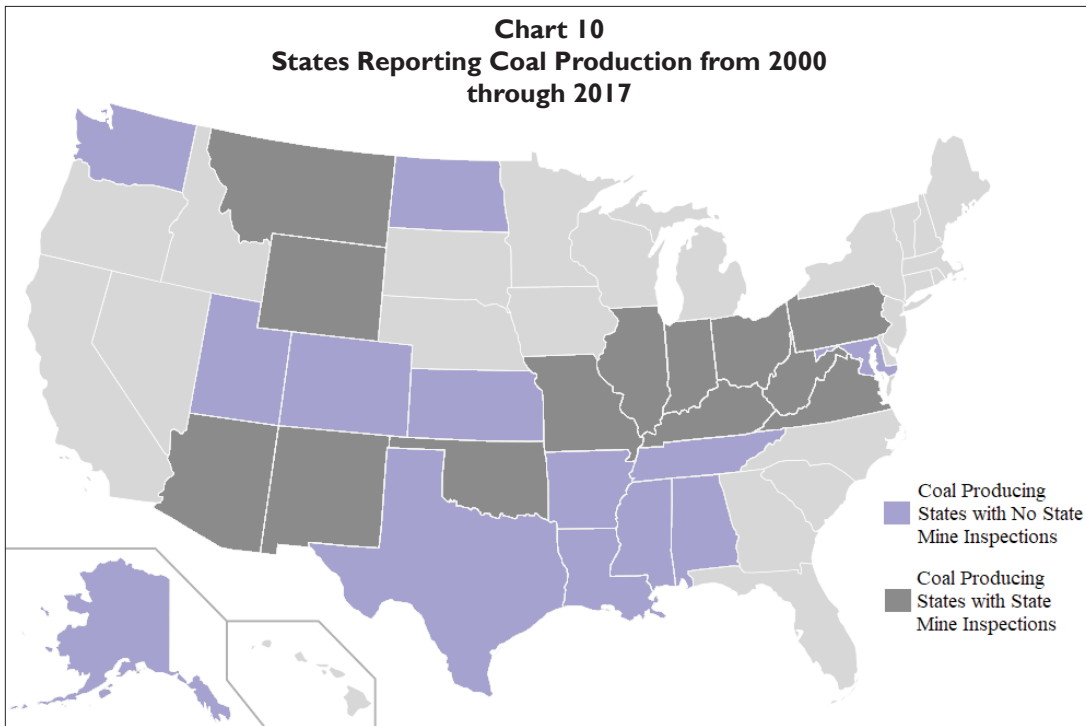 Chart 10
States Reporting Coal Production from 2000
through 2017
Coal Producing
States with No State
Mine Inspections
Coal Producing
States with State
Mine Inspections